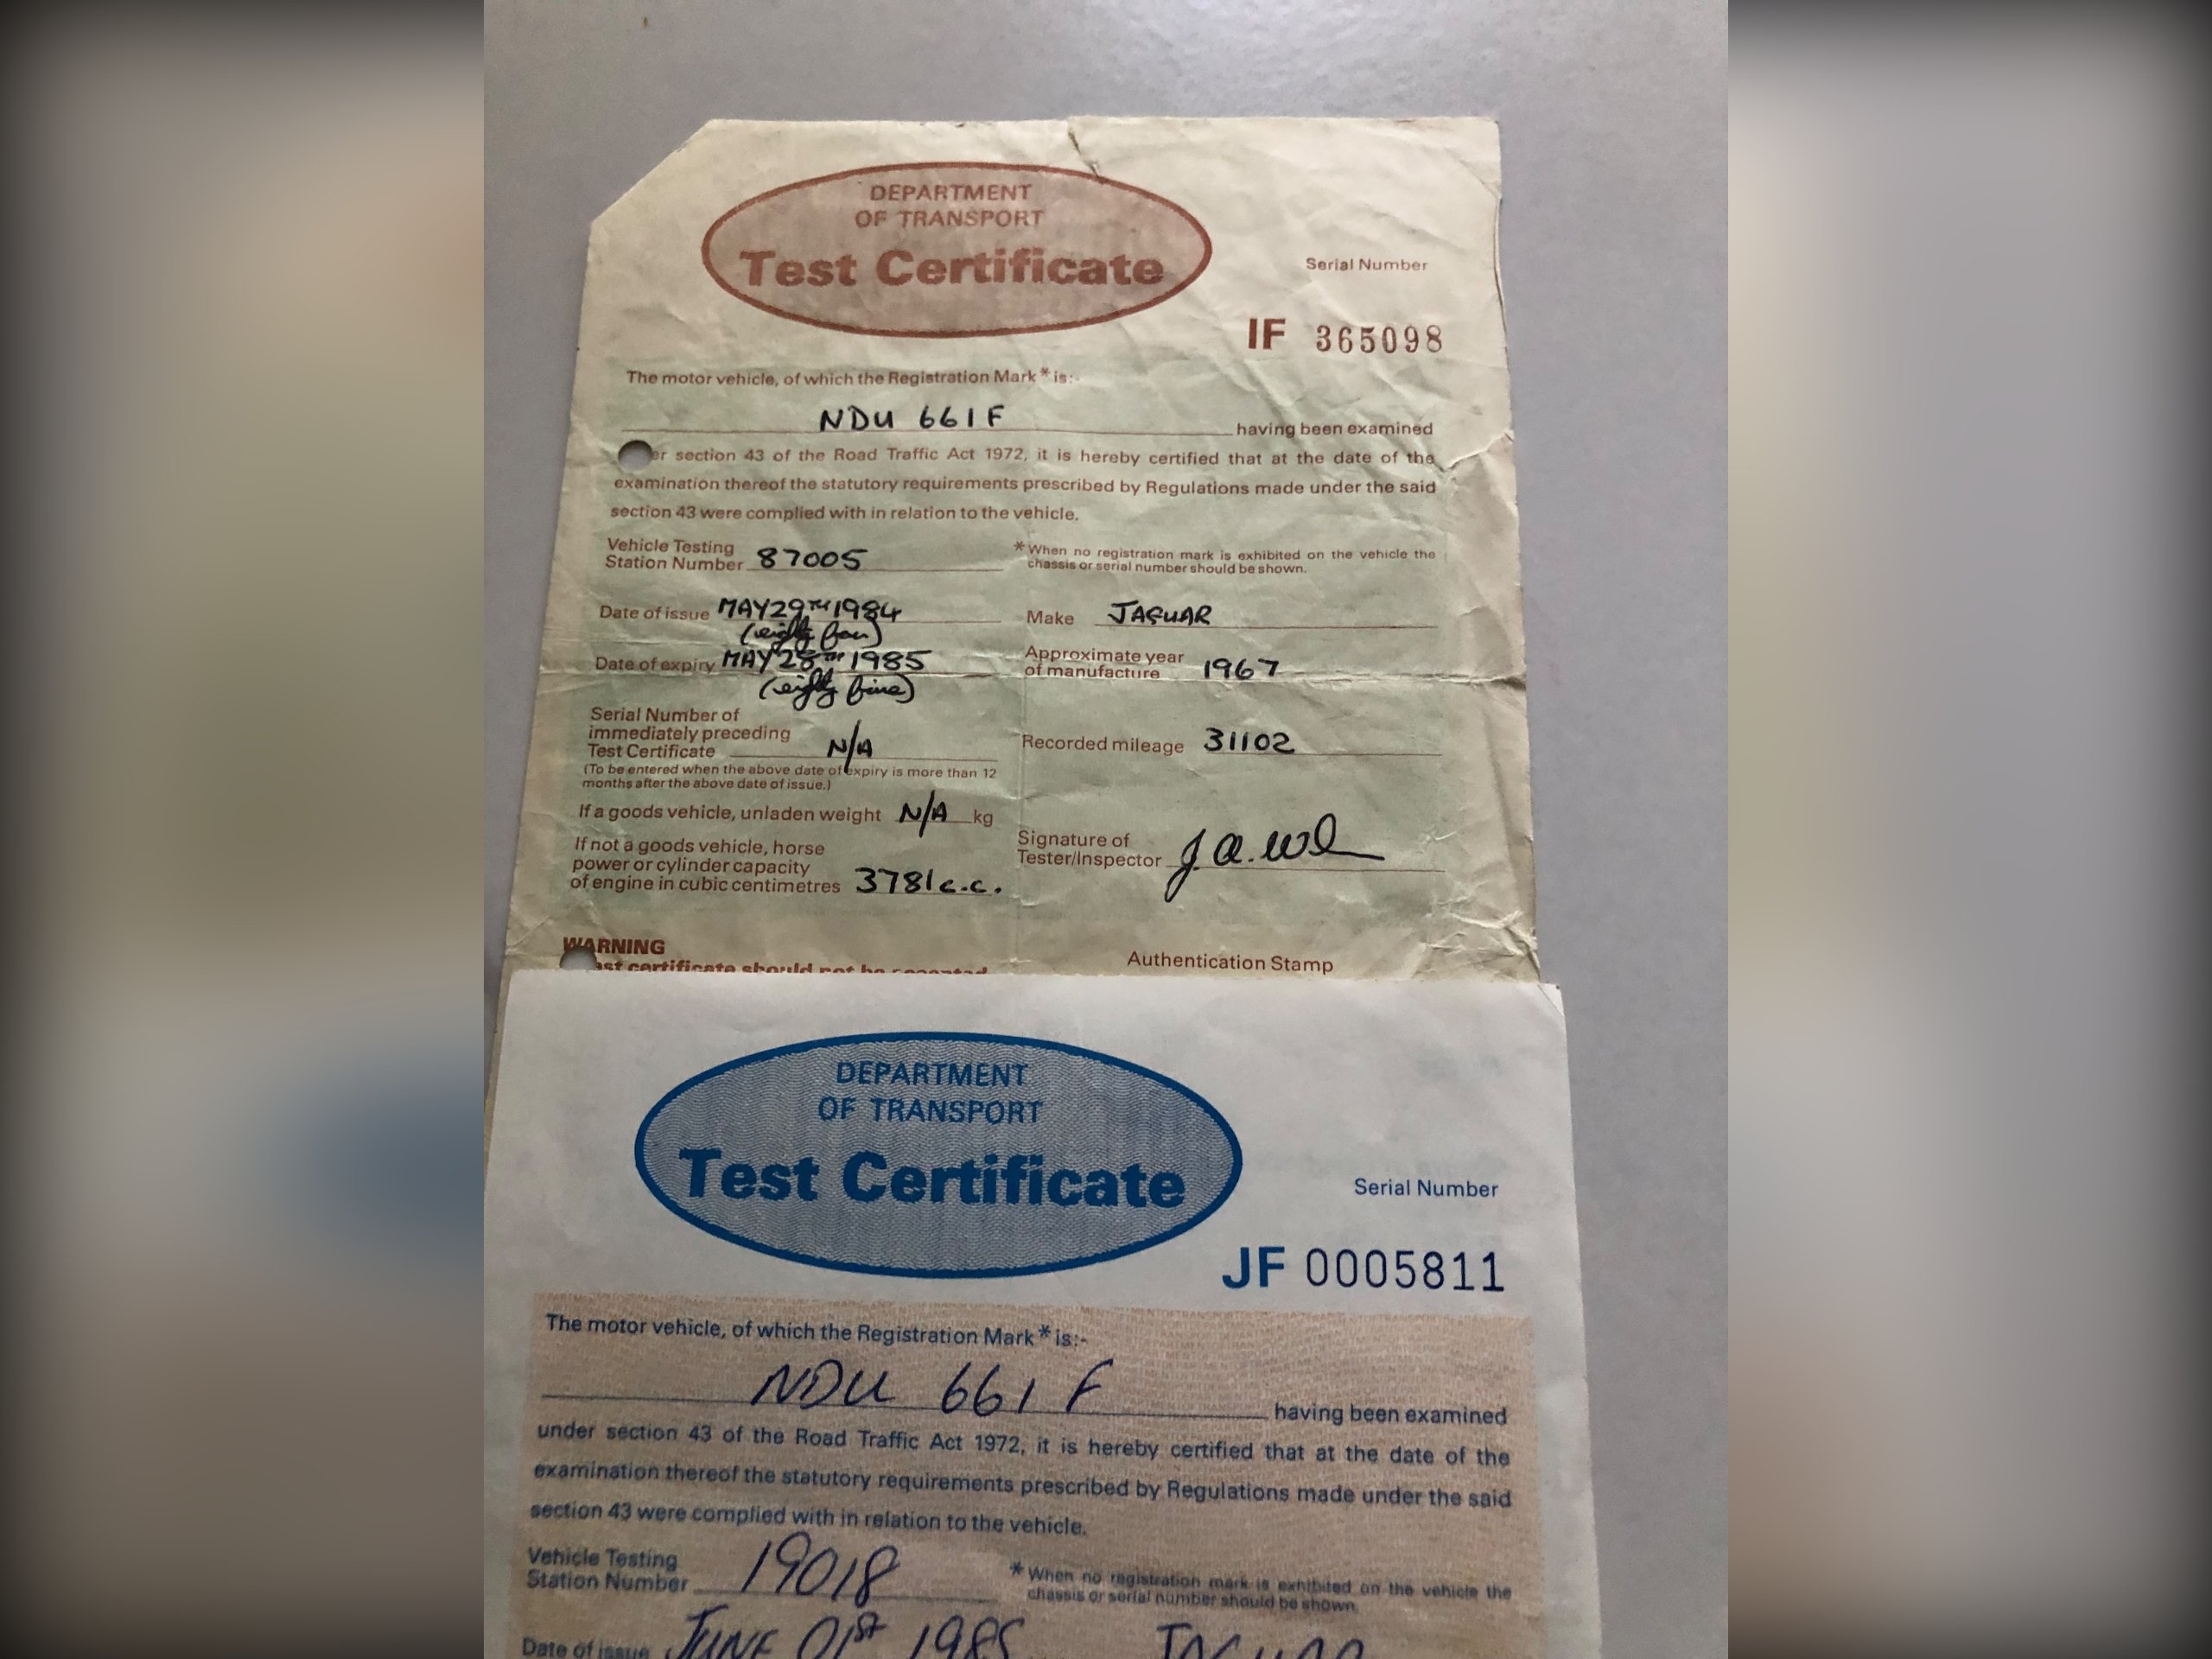 DEPARTMENT
OF TRANSPORT
Test Certificate
Serial Number
IF 365098
The motor vehicle, of which the Registration Mark * is:-
NDU 661F having been examined
er section 43 of the Road Traffic Act 1972, it is hereby certified that at the date of the
examination thereof the statutory requirements prescribed by Regulations made under the said
section 43 were complied with in relation to the vehicle.
Vehicle Testing
Station Number 87005
* When no registration mark is exhibited on the vehicle the
chassis or serial number should be shown.
Date of issue MAY 29TH 1984
(eighty four)
Make JAGUAR
Date of expiry MAY 28TH 1985
(eighty five)
Approximate year
of manufacture 1967
Serial Number of
immediately preceding
Test Certificate N/A
(To be entered when the above date of expiry is more than 12
months after the above date of issue.)
Recorded mileage 31102
If a goods vehicle, unladen weight N/A kg
If not a goods vehicle, horse
power or cylinder capacity
of engine in cubic centimetres 3781 c.c.
Signature of
Tester/Inspector
WARNING
test certificate should not be accepted
Authentication Stamp
DEPARTMENT
OF TRANSPORT
Test Certificate
Serial Number
JF 0005811
The motor vehicle, of which the Registration Mark * is:-
NDU 661 F having been examined
under section 43 of the Road Traffic Act 1972, it is hereby certified that at the date of the
examination thereof the statutory requirements prescribed by Regulations made under the said
section 43 were complied with in relation to the vehicle.
Vehicle Testing
Station Number 19018
* When no registration mark is exhibited on the vehicle the
chassis or serial number should be shown.
Date of issue JUNE 01st 1985 JAGUAR